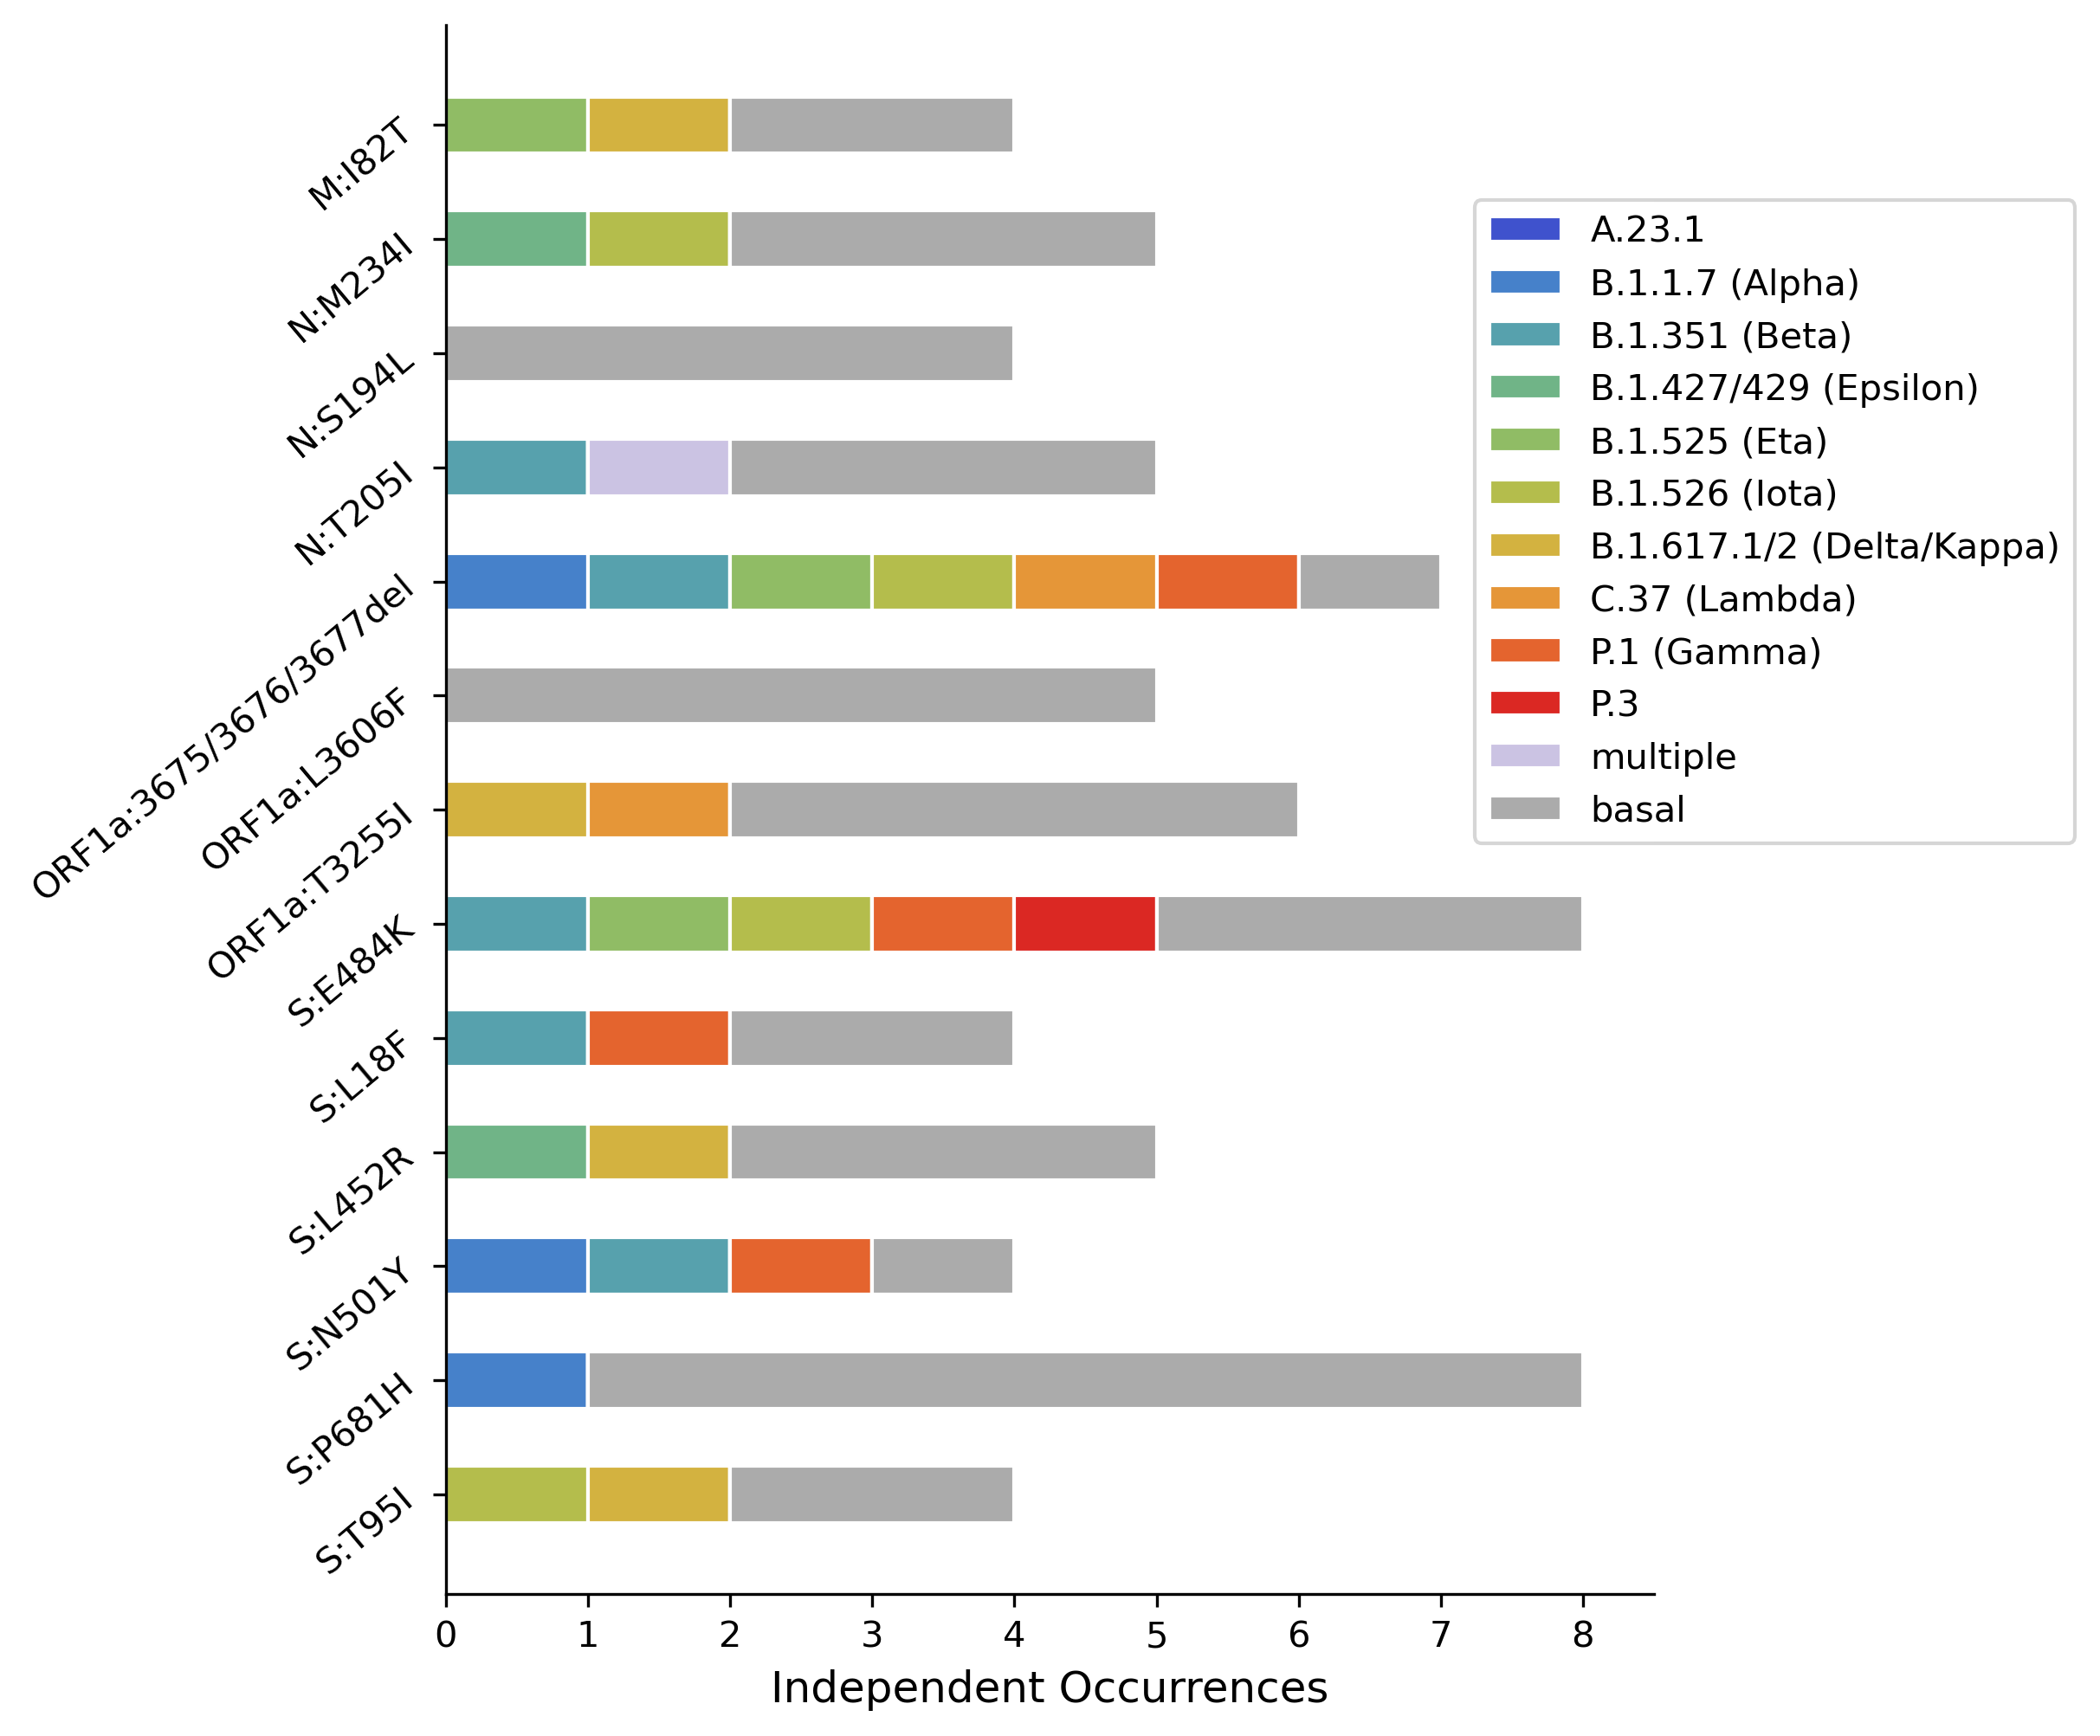 M:I82T
N:M234I
N:S194L
N:T205I
ORF1a:3675/3676/3677del
ORF1a:L3606F
ORF1a:T3255I
S:E484K
S:L18F
S:L452R
S:N501Y
S:P681H
S:T95I
A.23.1
B.1.1.7 (Alpha)
B.1.351 (Beta)
B.1.427/429 (Epsilon)
B.1.525 (Eta)
B.1.526 (Iota)
B.1.617.1/2 (Delta/Kappa)
C.37 (Lambda)
P.1 (Gamma)
P.3
multiple
basal
0 1 2 3 4 5 6 7 8
Independent Occurrences